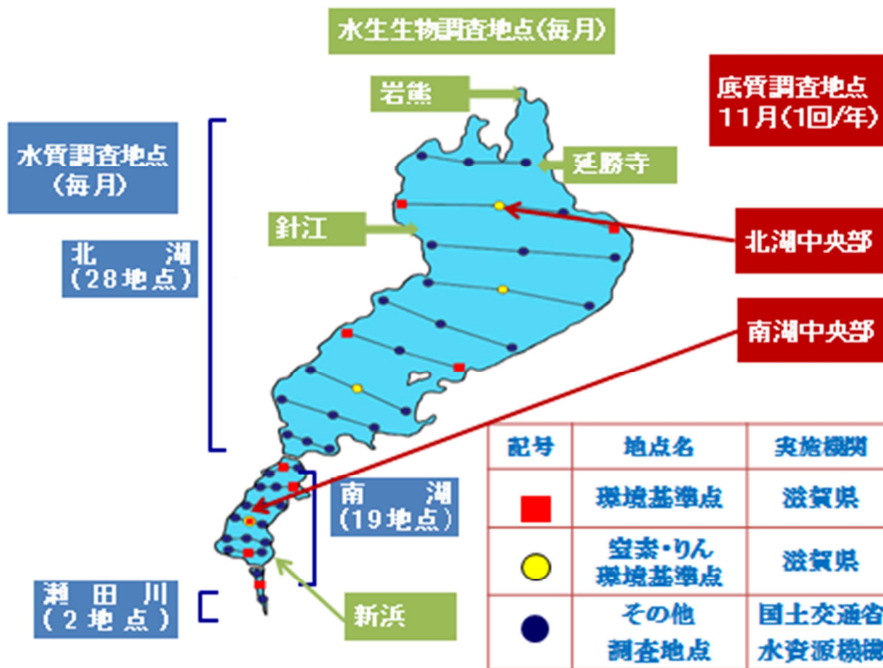 水生生物調査地点(毎月)
岩熊
底質調査地点
11月(1回/年)
水質調査地点
(毎月)
延勝寺
針江
北湖中央部
北 湖
(28地点)
南湖中央部
記号 地点名 実施機関
環境基準点 滋賀県
南 湖
(19地点)
窒素・りん
環境基準点 滋賀県
瀬田川
(2地点)
新浜
その他 国土交通省
調査地点 水資源機構